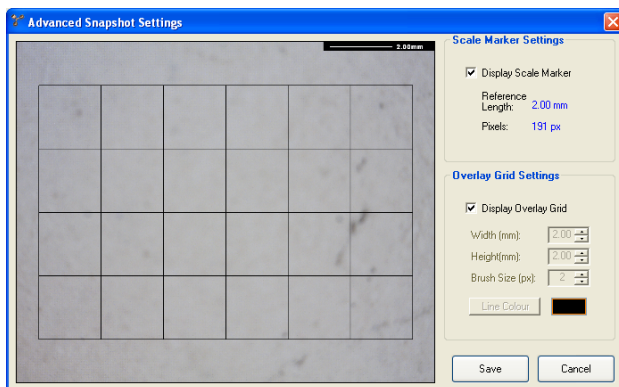 Advanced Snapshot Settings
2.00mm
Scale Marker Settings
Display Scale Marker
Reference
Length: 2.00 mm
Pixels: 191 px
Overlay Grid Settings
Display Overlay Grid
Width (mm): 2.00
Height(mm): 2.00
Brush Size (px): 2
Line Colour
Save Cancel